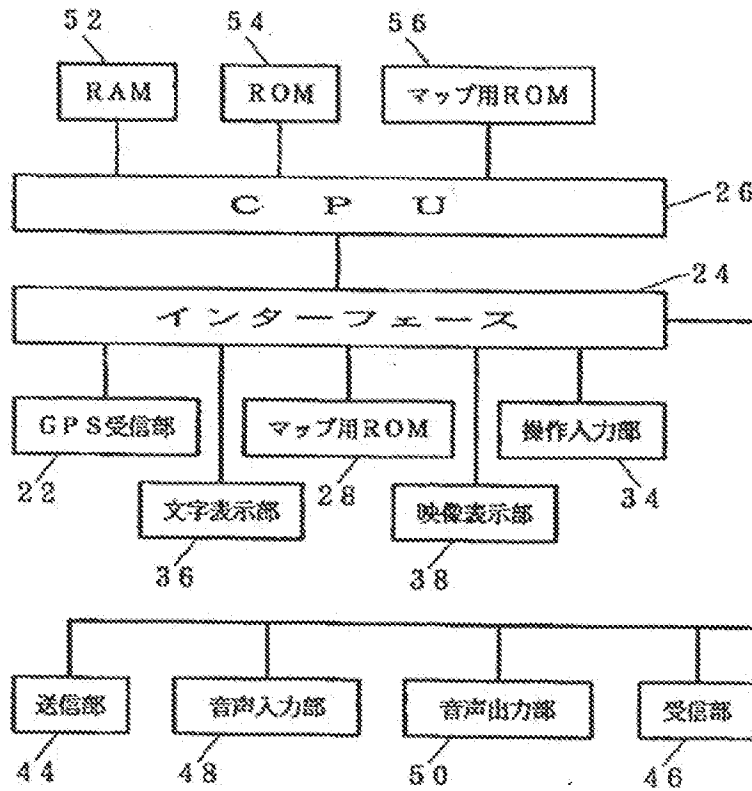 52 54 56
RAM ROM マップ用ROM
CPU
26
24
インターフェース
GPS受信部 マップ用ROM 操作入力部
22 28 34
文字表示部 映像表示部
36 38
送信部 音声入力部 音声出力部 受信部
44 48 50 46